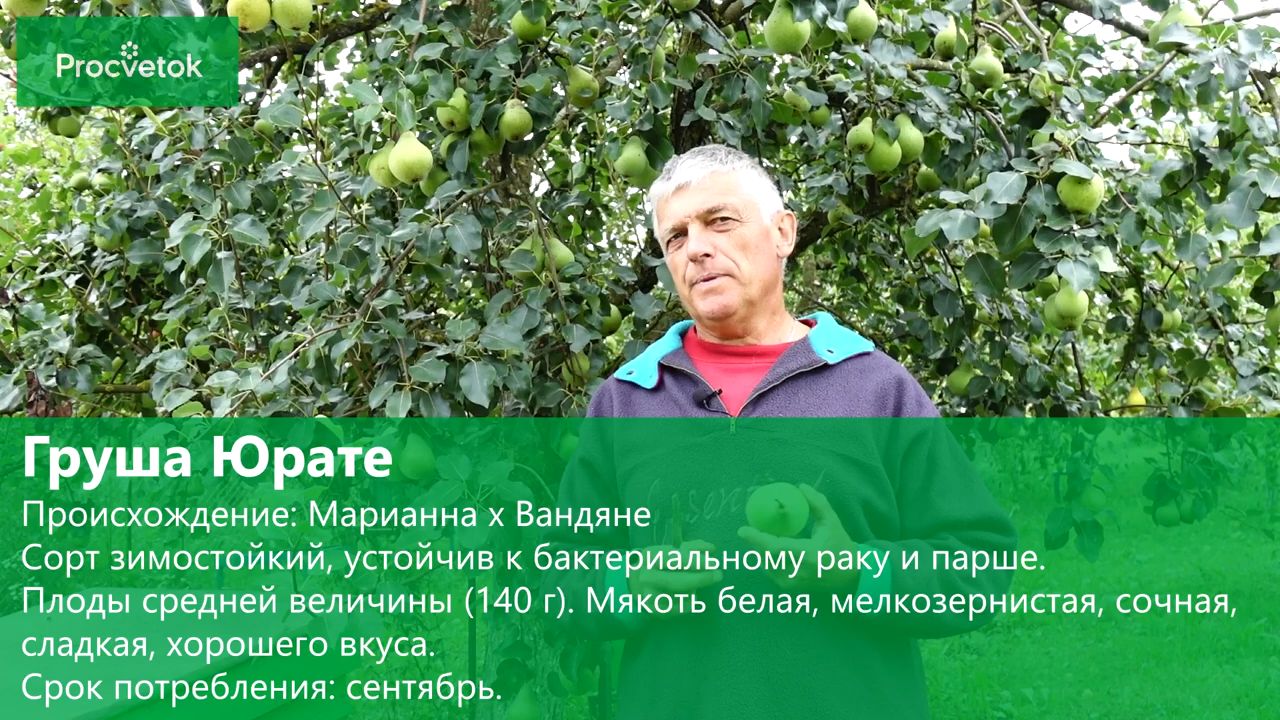 Procvetok
Груша Юрате
Происхождение: Марианна х Вандяне
Сорт зимостойкий, устойчив к бактериальному раку и парше.
Плоды средней величины (140 г). Мякоть белая, мелкозернистая, сочная,
сладкая, хорошего вкуса.
Срок потребления: сентябрь.